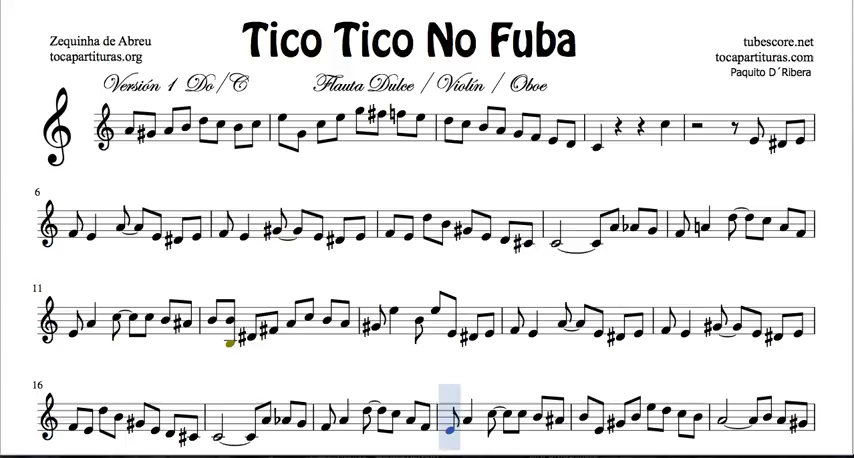 Tico Tico No Fuba
Zequinha de Abreu
tocapartituras.org
tubescore.net
tocapartituras.com
Paquito D´Ribera
Versión 1 Do/C
Flauta Dulce / Violín / Oboe
6
11
16